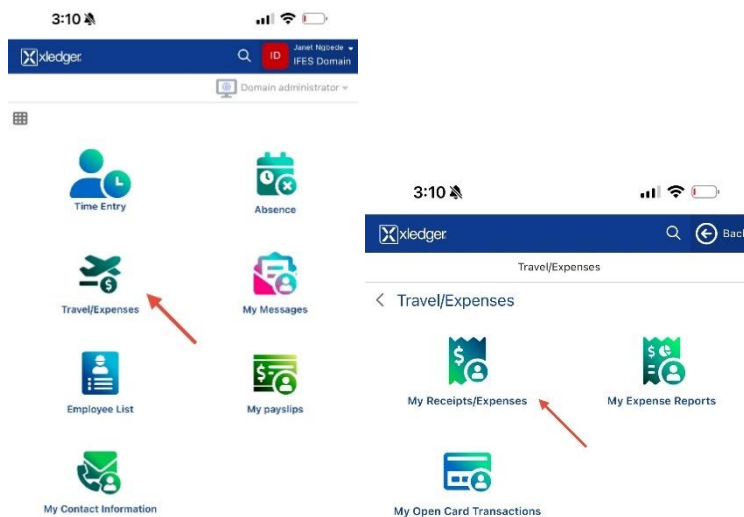 3:10
xledger
ID
Janet Ngbede
IFES Domain
Domain administrator
Time Entry
Absence
Travel/Expenses
My Messages
Employee List
My payslips
My Contact Information
3:10
xledger
Back
Travel/Expenses
Travel/Expenses
My Receipts/Expenses
My Expense Reports
My Open Card Transactions